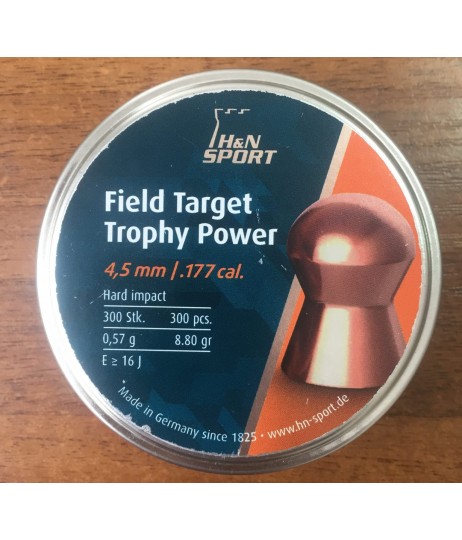 H&N
SPORT
Field Target
Trophy Power
4,5 mm | .177 cal.
Hard impact
300 Stk. 300 pcs.
0,57 g 8.80 gr
E ≥ 16 J
*Made in Germany since 1825 • www.hn-sport.de